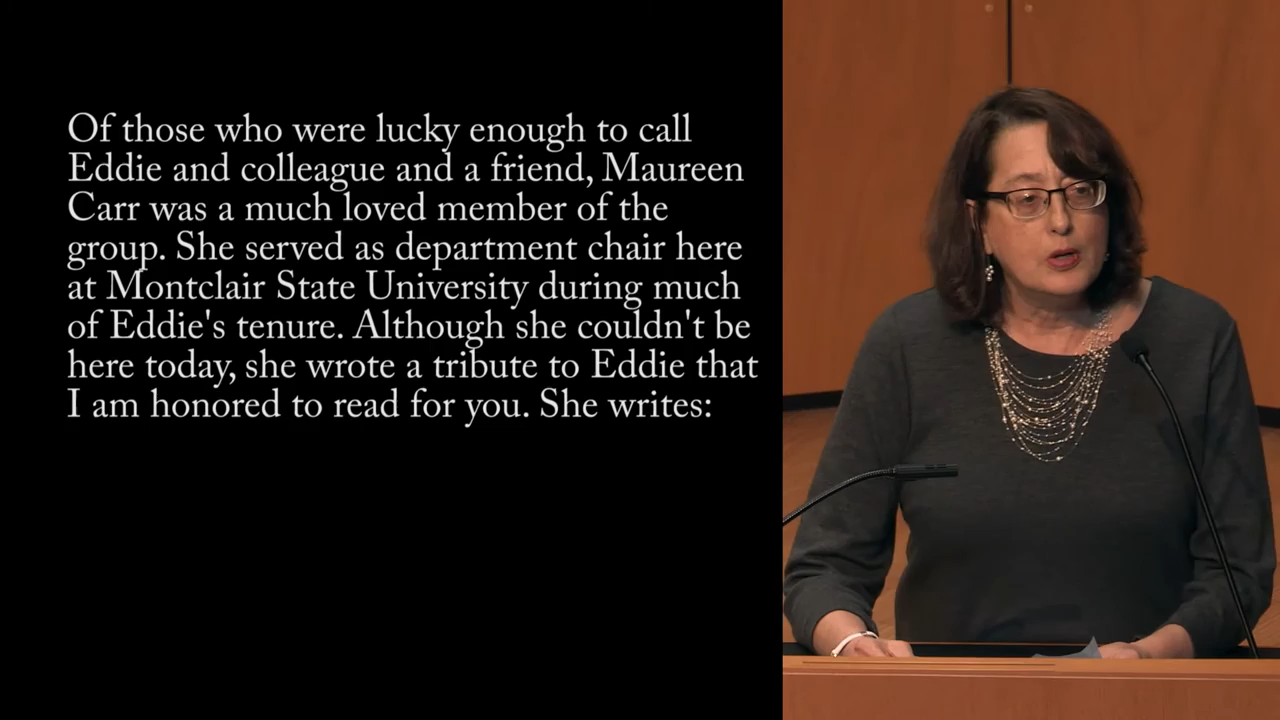 Of those who were lucky enough to call
Eddie and colleague and a friend, Maureen
Carr was a much loved member of the
group. She served as department chair here
at Montclair State University during much
of Eddie's tenure. Although she couldn't be
here today, she wrote a tribute to Eddie that
I am honored to read for you. She writes: